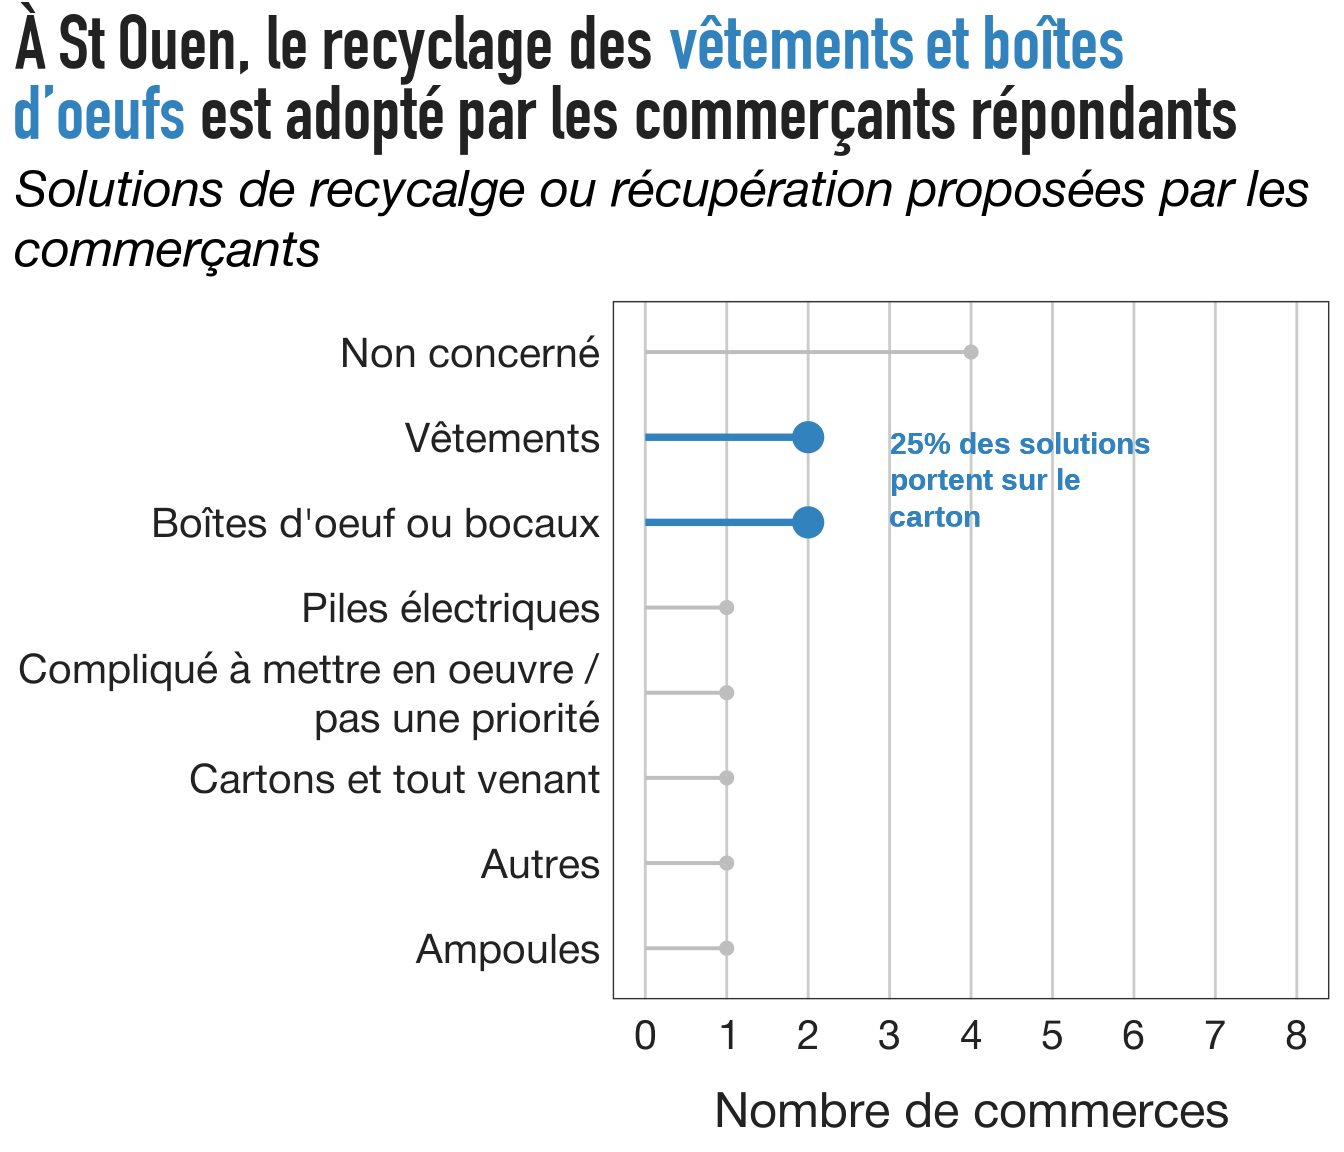 À St Ouen, le recyclage des vêtements et boîtes
d’oeufs est adopté par les commerçants répondants
Solutions de recycalge ou récupération proposées par les
commerçants
Non concerné
Vêtements
25% des solutions
portent sur le
carton
Boîtes d'oeuf ou bocaux
Piles électriques
Compliqué à mettre en oeuvre /
pas une priorité
Cartons et tout venant
Autres
Ampoules
0 1 2 3 4 5 6 7 8
Nombre de commerces